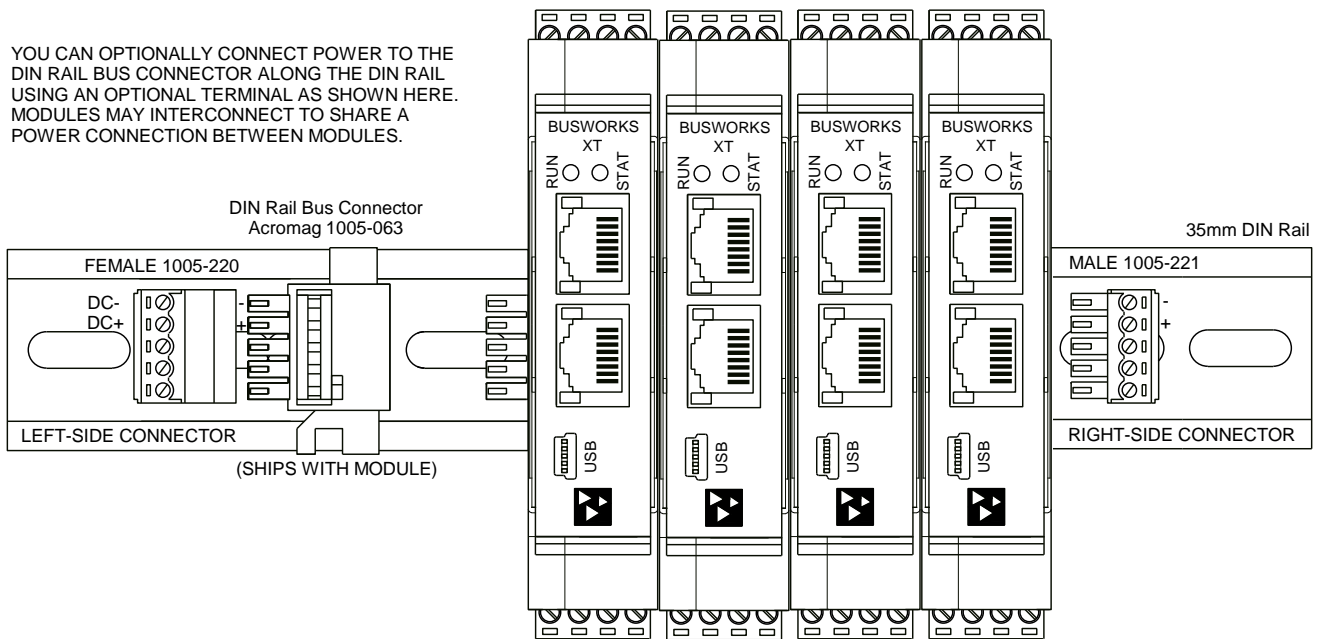 YOU CAN OPTIONALLY CONNECT POWER TO THE
DIN RAIL BUS CONNECTOR ALONG THE DIN RAIL
USING AN OPTIONAL TERMINAL AS SHOWN HERE.
MODULES MAY INTERCONNECT TO SHARE A
POWER CONNECTION BETWEEN MODULES.
DIN Rail Bus Connector
Acromag 1005-063
FEMALE 1005-220
DC-
DC+
-
+
LEFT-SIDE CONNECTOR
(SHIPS WITH MODULE)
BUSWORKS
XT
RUN
STAT
USB
BUSWORKS
XT
RUN
STAT
USB
BUSWORKS
XT
RUN
STAT
USB
BUSWORKS
XT
RUN
STAT
USB
35mm DIN Rail
MALE 1005-221
-
+
RIGHT-SIDE CONNECTOR